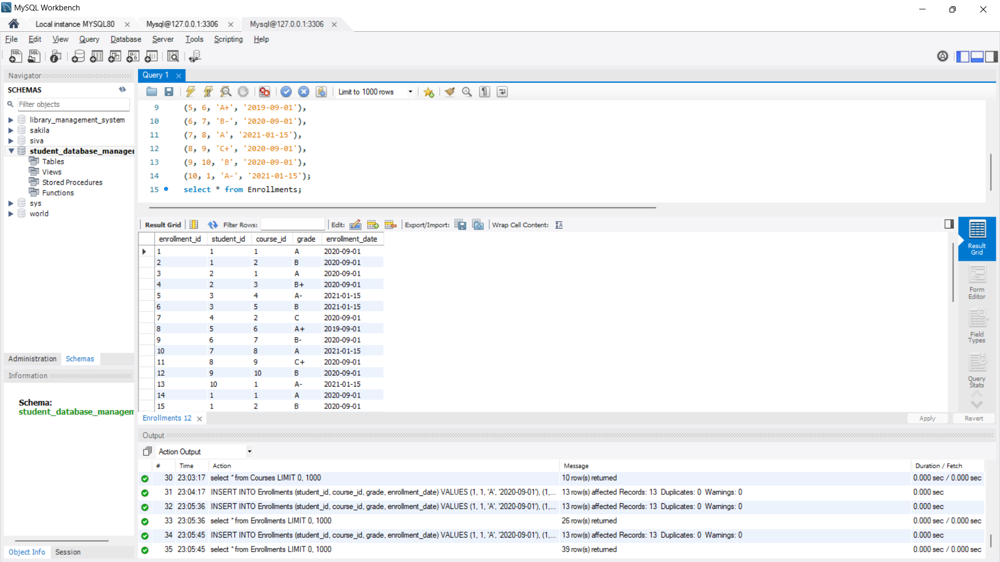 MySQL Workbench
Local instance MYSQL80
Mysql@127.0.0.1:3306
Mysql@127.0.0.1:3306
File Edit View Query Database Server Tools Scripting Help
Navigator
SCHEMAS
Filter objects
library_management_system
sakila
siva
student_database_manager
Tables
Views
Stored Procedures
Functions
sys
world
Administration Schemas
Information
Schema:
student_database_managem
Object Info Session
Query 1
Limit to 1000 rows
9 (5, 6, 'A+', '2019-09-01'),
10 (6, 7, 'B-', '2020-09-01'),
11 (7, 8, 'A', '2021-01-15'),
12 (8, 9, 'C+', '2020-09-01'),
13 (9, 10, 'B', '2020-09-01'),
14 (10, 1, 'A-', '2021-01-15');
15 select * from Enrollments;
Result Grid Filter Rows: Edit: Export/Import: Wrap Cell Content:
enrollment_id student_id course_id grade enrollment_date
1 1 1 A 2020-09-01
2 1 2 B 2020-09-01
3 2 1 A 2020-09-01
4 2 3 B+ 2020-09-01
5 3 4 A- 2021-01-15
6 3 5 B 2021-01-15
7 4 2 C 2020-09-01
8 5 6 A+ 2019-09-01
9 6 7 B- 2020-09-01
10 7 8 A 2021-01-15
11 8 9 C+ 2020-09-01
12 9 10 B 2020-09-01
13 10 1 A- 2021-01-15
14 1 1 A 2020-09-01
15 1 2 B 2020-09-01
Result
Grid
Form
Editor
Field
Types
Query
Stats
Enrollments 12
Apply Revert
Output
Action Output
# Time Action Message Duration / Fetch
30 23:03:17 select * from Courses LIMIT 0, 1000 10 row(s) returned 0.000 sec / 0.000 sec
31 23:04:17 INSERT INTO Enrollments (student_id, course_id, grade, enrollment_date) VALUES (1, 1, 'A', '2020-09-01'), (1,... 13 row(s) affected Records: 13 Duplicates: 0 Warnings: 0 0.000 sec
32 23:05:36 INSERT INTO Enrollments (student_id, course_id, grade, enrollment_date) VALUES (1, 1, 'A', '2020-09-01'), (1,... 13 row(s) affected Records: 13 Duplicates: 0 Warnings: 0 0.000 sec
33 23:05:36 select * from Enrollments LIMIT 0, 1000 26 row(s) returned 0.000 sec / 0.000 sec
34 23:05:45 INSERT INTO Enrollments (student_id, course_id, grade, enrollment_date) VALUES (1, 1, 'A', '2020-09-01'), (1,... 13 row(s) affected Records: 13 Duplicates: 0 Warnings: 0 0.000 sec
35 23:05:45 select * from Enrollments LIMIT 0, 1000 39 row(s) returned 0.000 sec / 0.000 sec